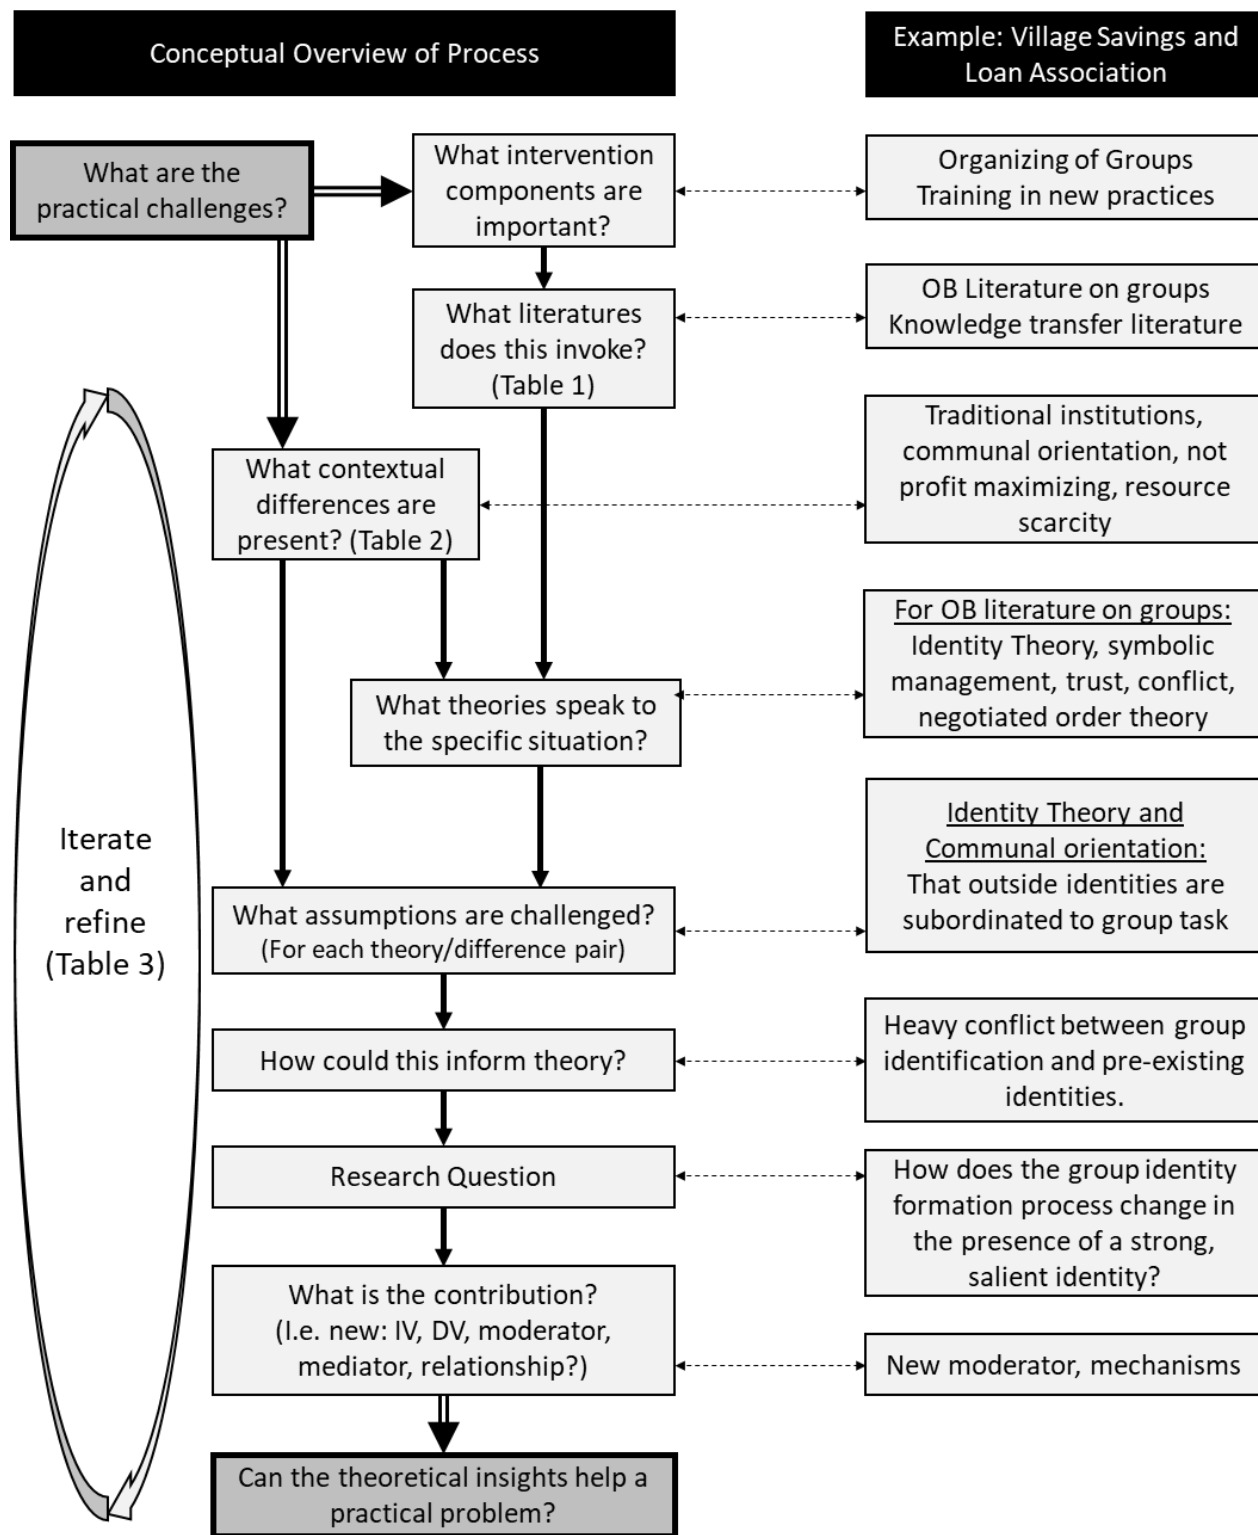 Conceptual Overview of Process
Example: Village Savings and
Loan Association
What are the
practical challenges?
What intervention
components are
important?
Organizing of Groups
Training in new practices
What literatures
does this invoke?
(Table 1)
OB Literature on groups
Knowledge transfer literature
What contextual
differences are
present? (Table 2)
Traditional institutions,
communal orientation, not
profit maximizing, resource
scarcity
What theories speak to
the specific situation?
For OB literature on groups:
Identity Theory, symbolic
management, trust, conflict,
negotiated order theory
Iterate
and
refine
(Table 3)
What assumptions are challenged?
(For each theory/difference pair)
Identity Theory and
Communal orientation:
That outside identities are
subordinated to group task
How could this inform theory?
Heavy conflict between group
identification and pre-existing
identities.
Research Question
How does the group identity
formation process change in
the presence of a strong,
salient identity?
What is the contribution?
(I.e. new: IV, DV, moderator,
mediator, relationship?)
New moderator, mechanisms
Can the theoretical insights help a
practical problem?